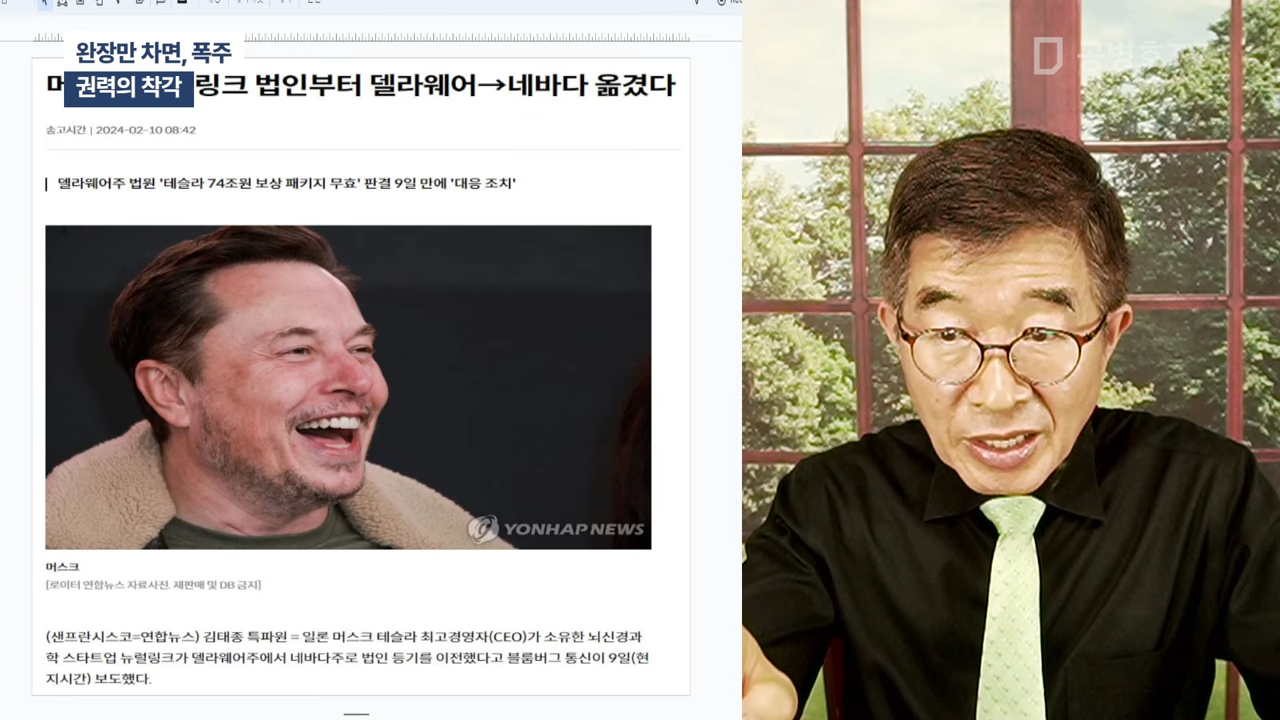 완장만 차면, 폭주
권력의 착각
링크 법인부터 델라웨어→네바다 옮겼다
송고시간 | 2024-02-10 08:42
델라웨어주 법원 '테슬라 74조원 보상 패키지 무효' 판결 9일 만에 '대응 조치'
YONHAP NEWS
머스크
[로이터 연합뉴스 자료사진. 재판매 및 DB 금지]
(샌프란시스코=연합뉴스) 김태종 특파원 = 일론 머스크 테슬라 최고경영자(CEO)가 소유한 뇌신경과
학 스타트업 뉴럴링크가 델라웨어주에서 네바다주로 법인 등기를 이전했다고 블룸버그 통신이 9일(현
지시간) 보도했다.